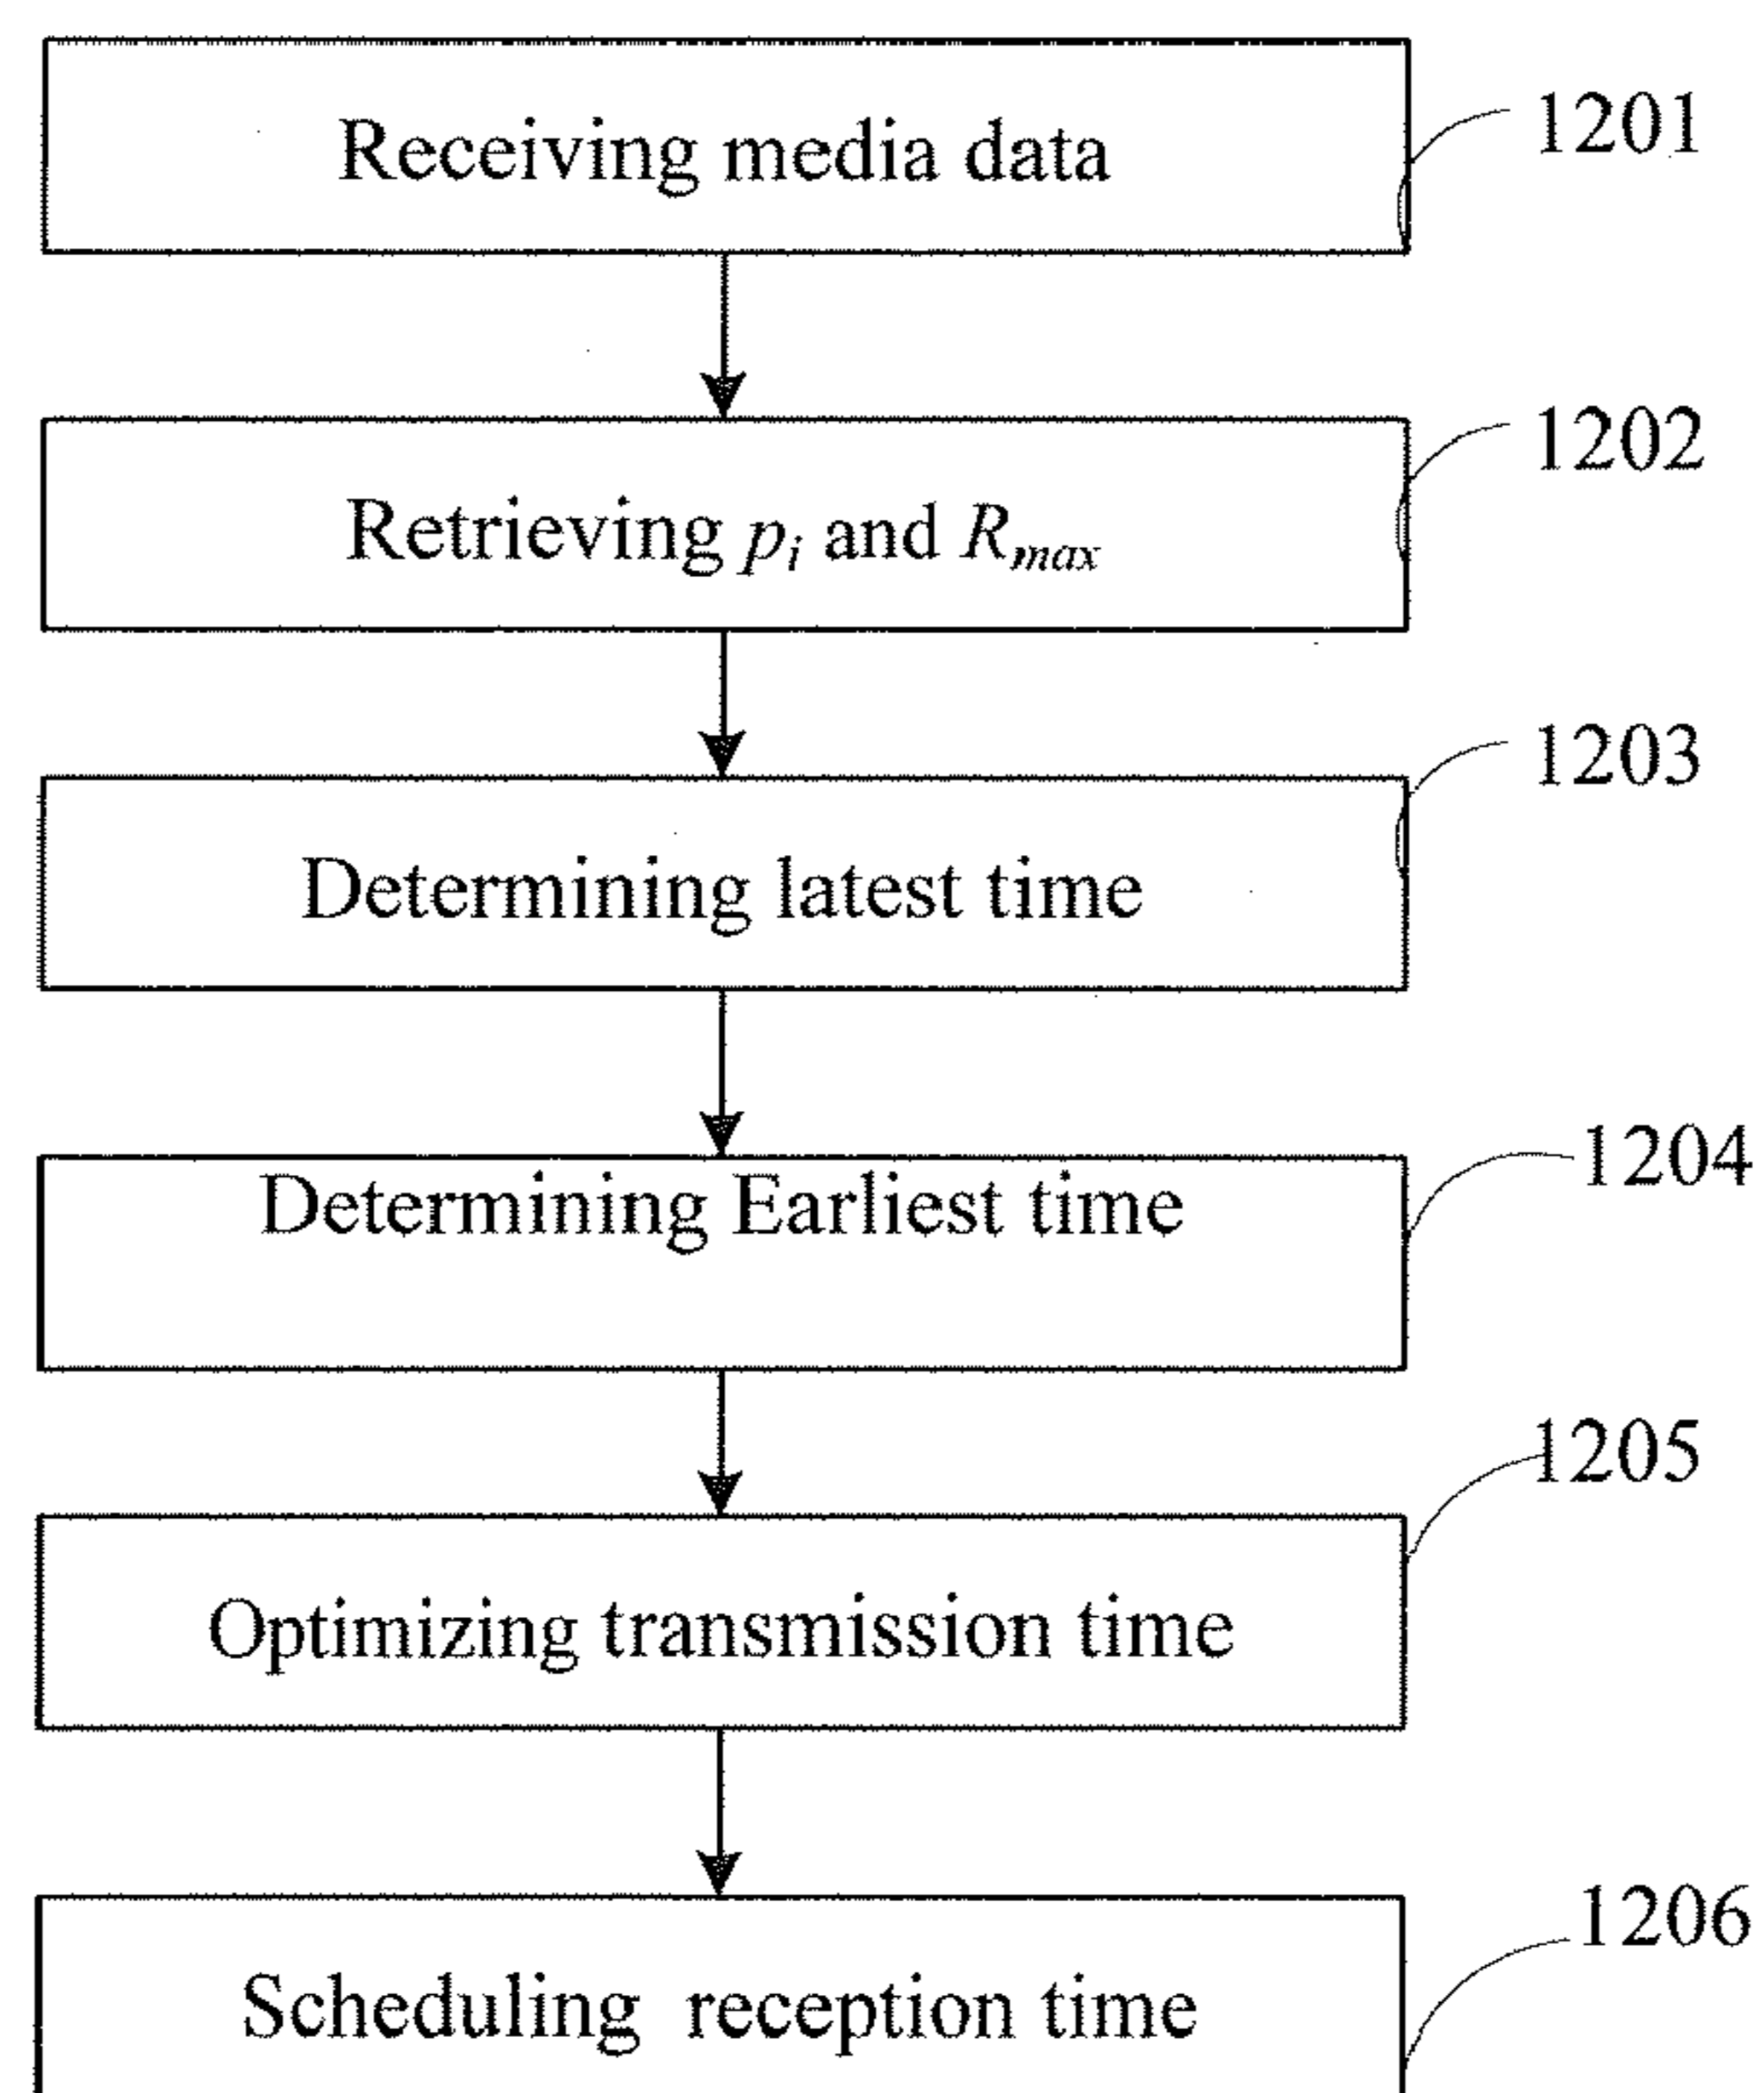 Receiving media data
1201
Retrieving p_i and R_max
1202
Determining latest time
1203
Determining Earliest time
1204
Optimizing transmission time
1205
Scheduling reception time
1206